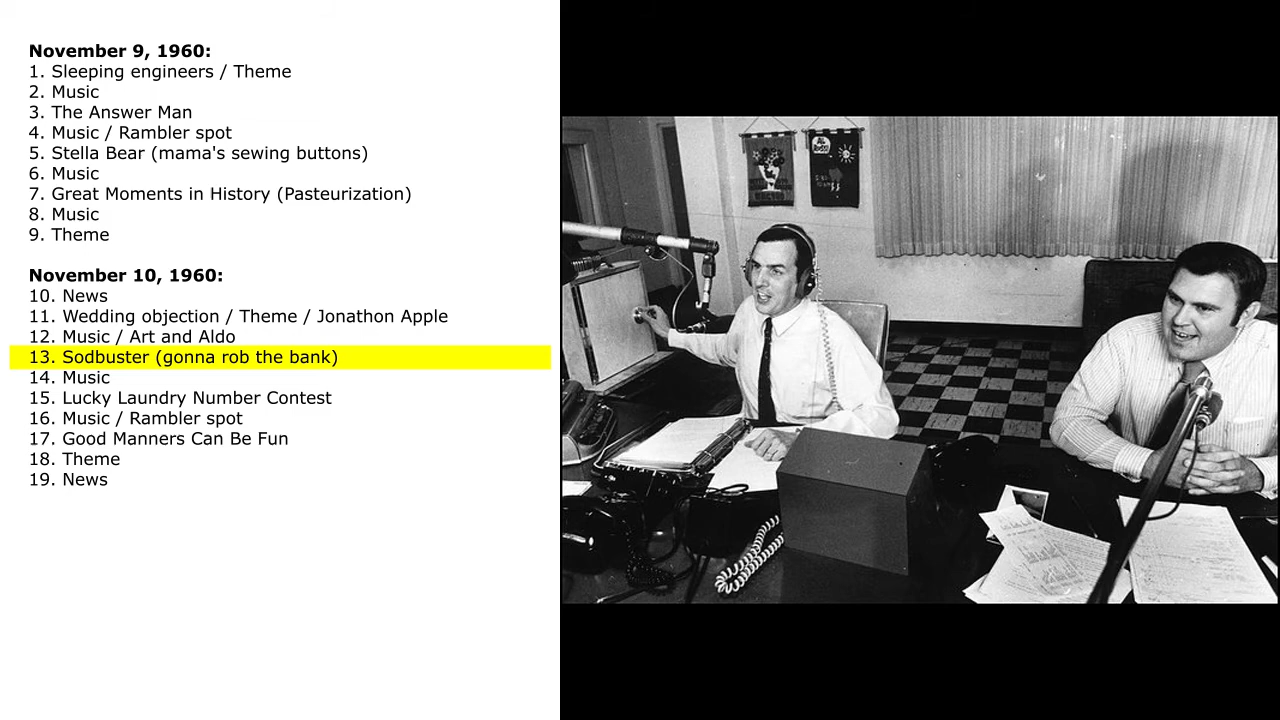 November 9, 1960:
1. Sleeping engineers / Theme
2. Music
3. The Answer Man
4. Music / Rambler spot
5. Stella Bear (mama's sewing buttons)
6. Music
7. Great Moments in History (Pasteurization)
8. Music
9. Theme
November 10, 1960:
10. News
11. Wedding objection / Theme / Jonathon Apple
12. Music / Art and Aldo
13. Sodbuster (gonna rob the bank)
14. Music
15. Lucky Laundry Number Contest
16. Music / Rambler spot
17. Good Manners Can Be Fun
18. Theme
19. News